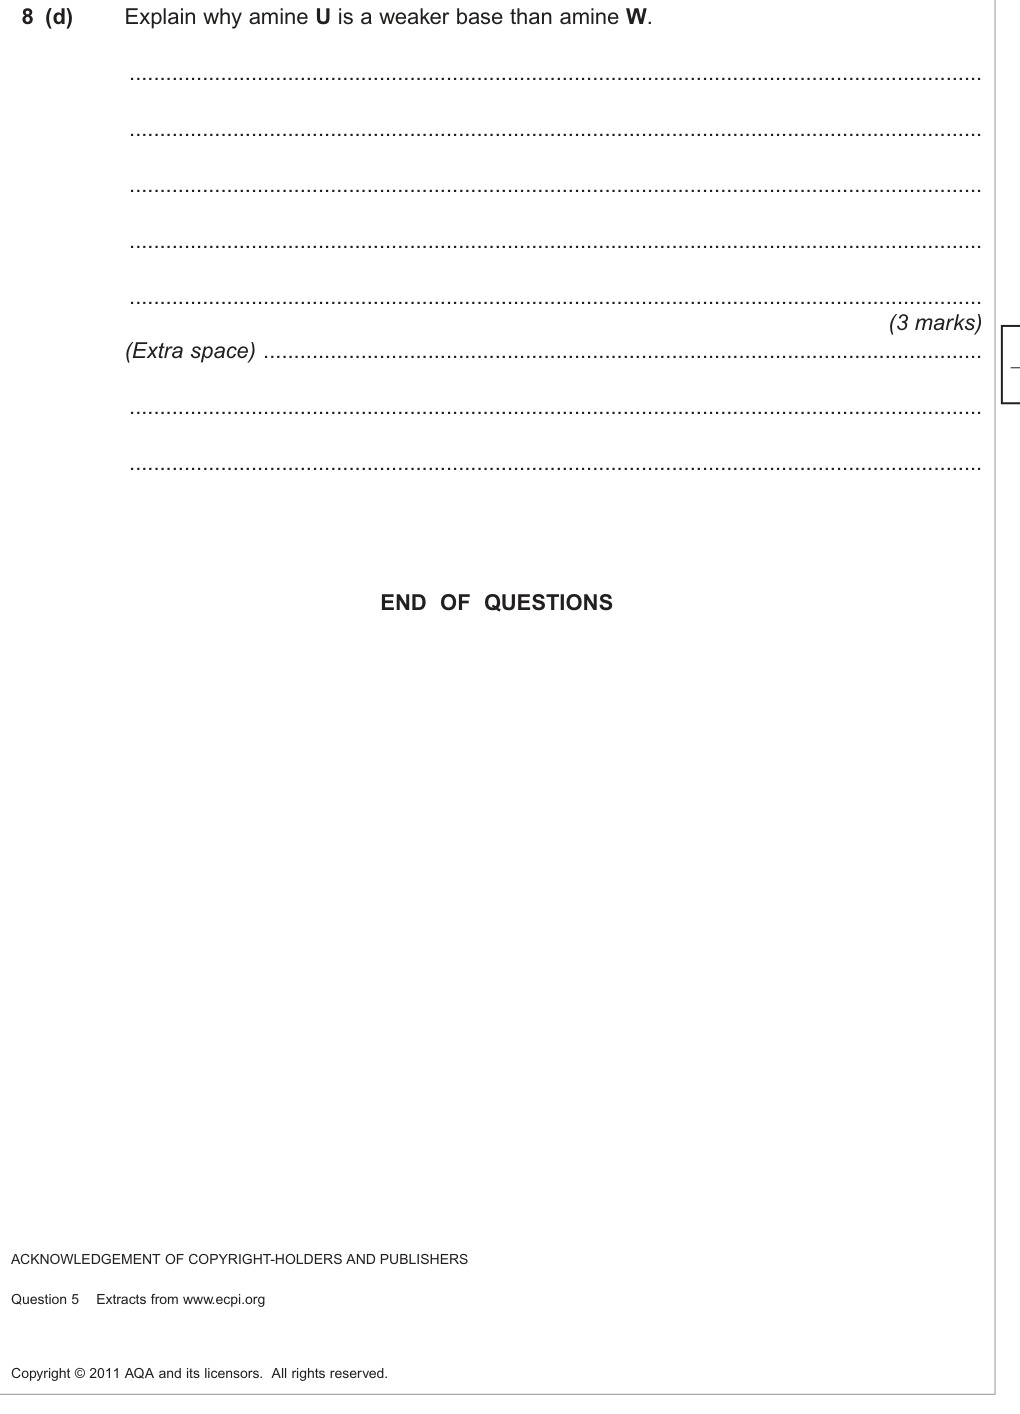 8 (d) Explain why amine U is a weaker base than amine W.
(3 marks)
(Extra space)
END OF QUESTIONS
ACKNOWLEDGEMENT OF COPYRIGHT-HOLDERS AND PUBLISHERS
Question 5 Extracts from www.ecpi.org
Copyright © 2011 AQA and its licensors. All rights reserved.